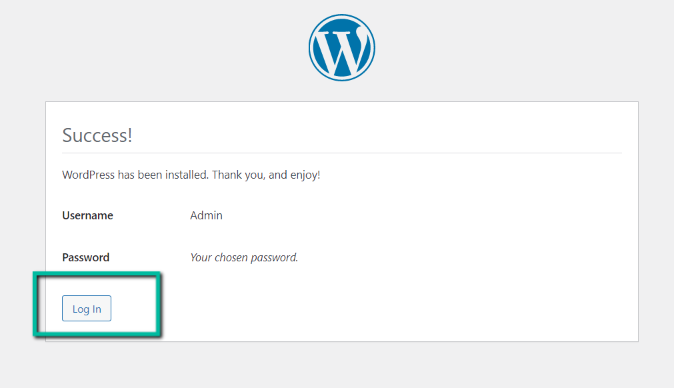 Success!
WordPress has been installed. Thank you, and enjoy!
Username Admin
Password Your chosen password.
Log In